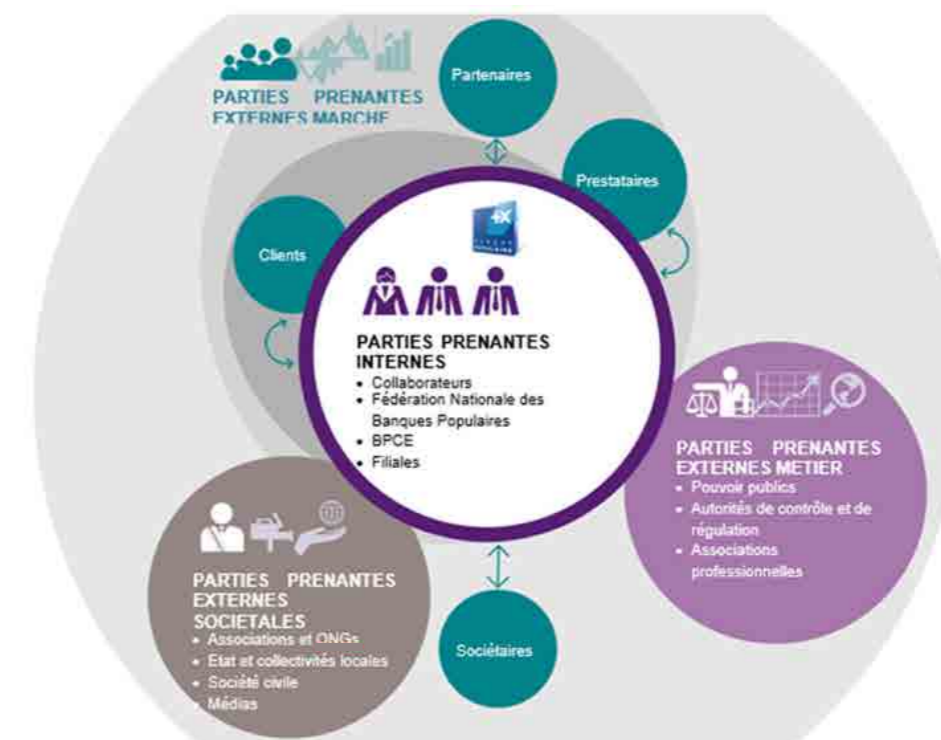 PARTIES PRENANTES
EXTERNES MARCHE
Partenaires
Prestataires
Clients
BANQUE
POPULAIRE
PARTIES PRENANTES
INTERNES
• Collaborateurs
• Fédération Nationale des
Banques Populaires
• BPCE
• Filiales
PARTIES PRENANTES
EXTERNES METIER
• Pouvoir publics
• Autorités de contrôle et de
régulation
• Associations
professionnelles
PARTIES PRENANTES
EXTERNES
SOCIETALES
• Associations et ONGs
• Etat et collectivités locales
• Société civile
• Médias
Sociétaires